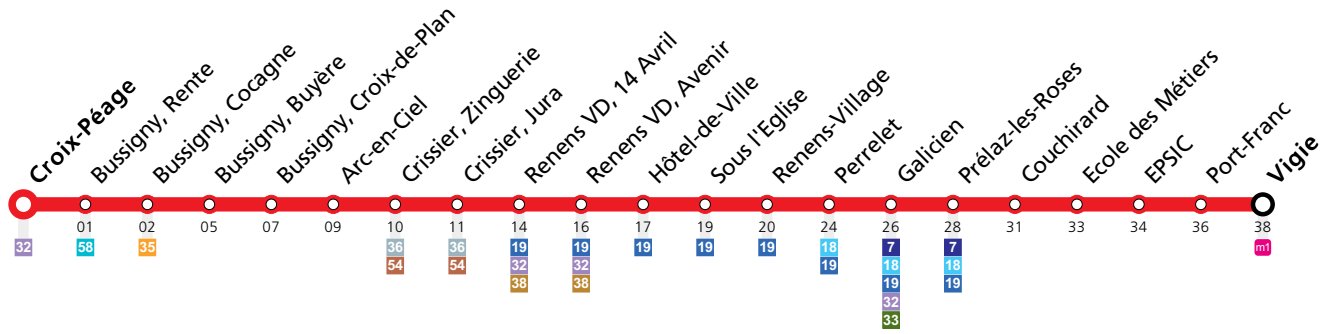 Croix-Péage
Bussigny, Rente
Bussigny, Cocagne
Bussigny, Buyère
Bussigny, Croix-de-Plan
Arc-en-Ciel
Crissier, Zinguerie
Crissier, Jura
Renens VD, 14 Avril
Renens VD, Avenir
Hôtel-de-Ville
Sous l'Eglise
Renens-Village
Perrelet
Galicien
Prélaz-les-Roses
Couchirard
Ecole des Métiers
EPSIC
Port-Franc
Vigie
01 02 05 07 09 10 11 14 16 17 19 20 24 26 28 31 33 34 36 38
32 58 35 36 36 19 19 19 19 19 18 7 7 m1
54 54 32 32 19 18 18
38 38 19 19
32
33